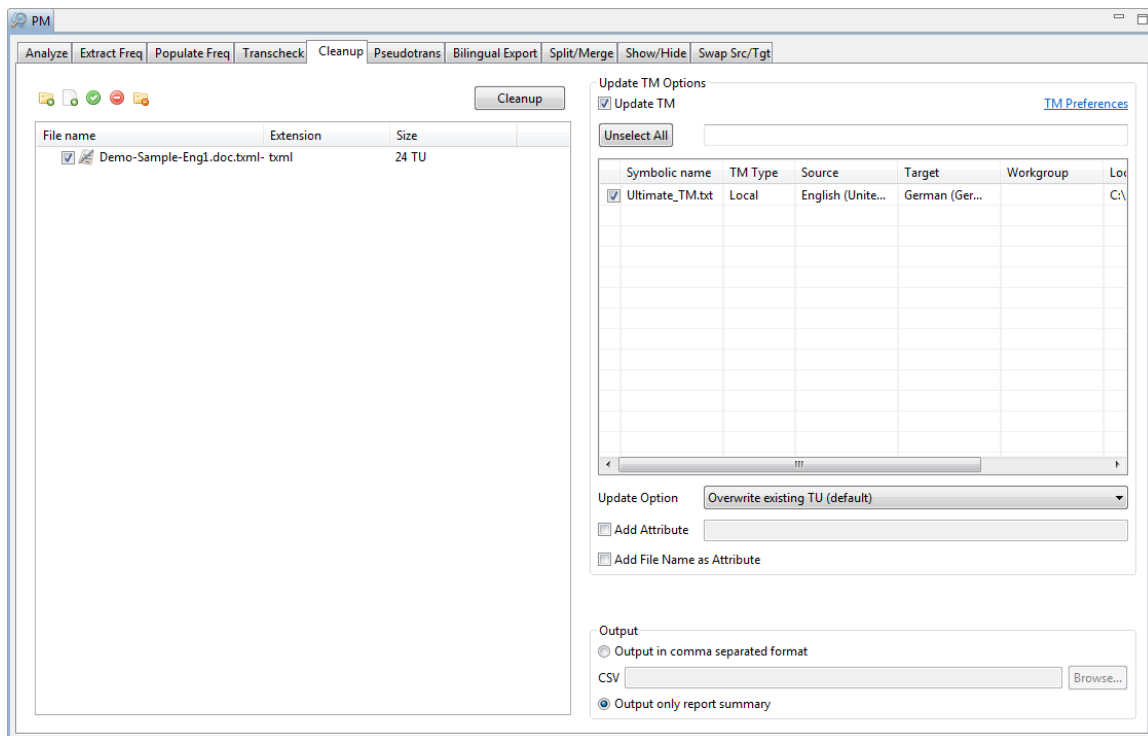 PM
Analyze Extract Freq Populate Freq Transcheck Cleanup Pseudotrans Bilingual Export Split/Merge Show/Hide Swap Src/Tgt
Cleanup
File name Extension Size
Demo-Sample-Eng1.doc.txml- txml 24 TU
Update TM Options
Update TM TM Preferences
Unselect All
Symbolic name TM Type Source Target Workgroup Loc
Ultimate_TM.txt Local English (Unite... German (Ger... C:\
Update Option Overwrite existing TU (default)
Add Attribute
Add File Name as Attribute
Output
Output in comma separated format
CSV Browse...
Output only report summary